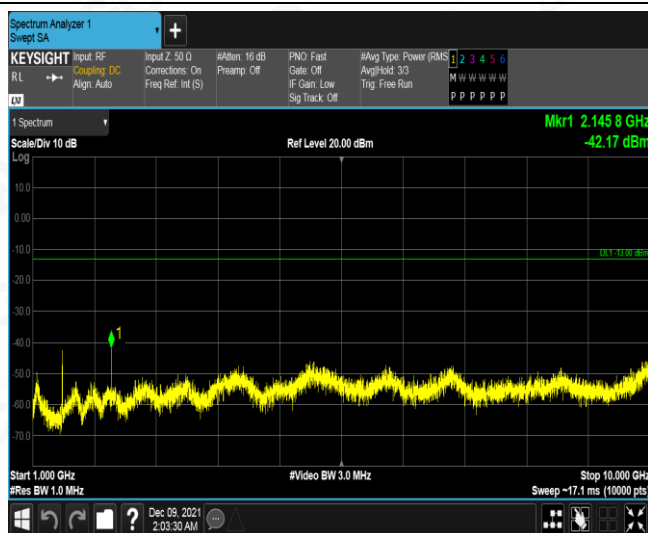 Spectrum Analyzer 1
Swept SA
+
KEYSIGHT
RL
LXI
Input: RF
Coupling: DC
Align: Auto
Input Z: 50 Ω
Corrections: On
Freq Ref: Int (S)
#Atten: 16 dB
Preamp: Off
PNO: Fast
Gate: Off
IF Gain: Low
Sig Track: Off
#Avg Type: Power (RMS
Avg|Hold: 3/3
Trig: Free Run
1 2 3 4 5 6
M W W W W W
P P P P P P
1 Spectrum
Mkr1 2.145 8 GHz
-42.17 dBm
Scale/Div 10 dB
Ref Level 20.00 dBm
Log
10.0
0.00
-10.0
DL1 -13.00 dBm
-20.0
-30.0
1
-40.0
-50.0
-60.0
-70.0
Start 1.000 GHz
#Video BW 3.0 MHz
Stop 10.000 GHz
#Res BW 1.0 MHz
Sweep ~17.1 ms (10000 pts)
?
Dec 09, 2021
2:03:30 AM